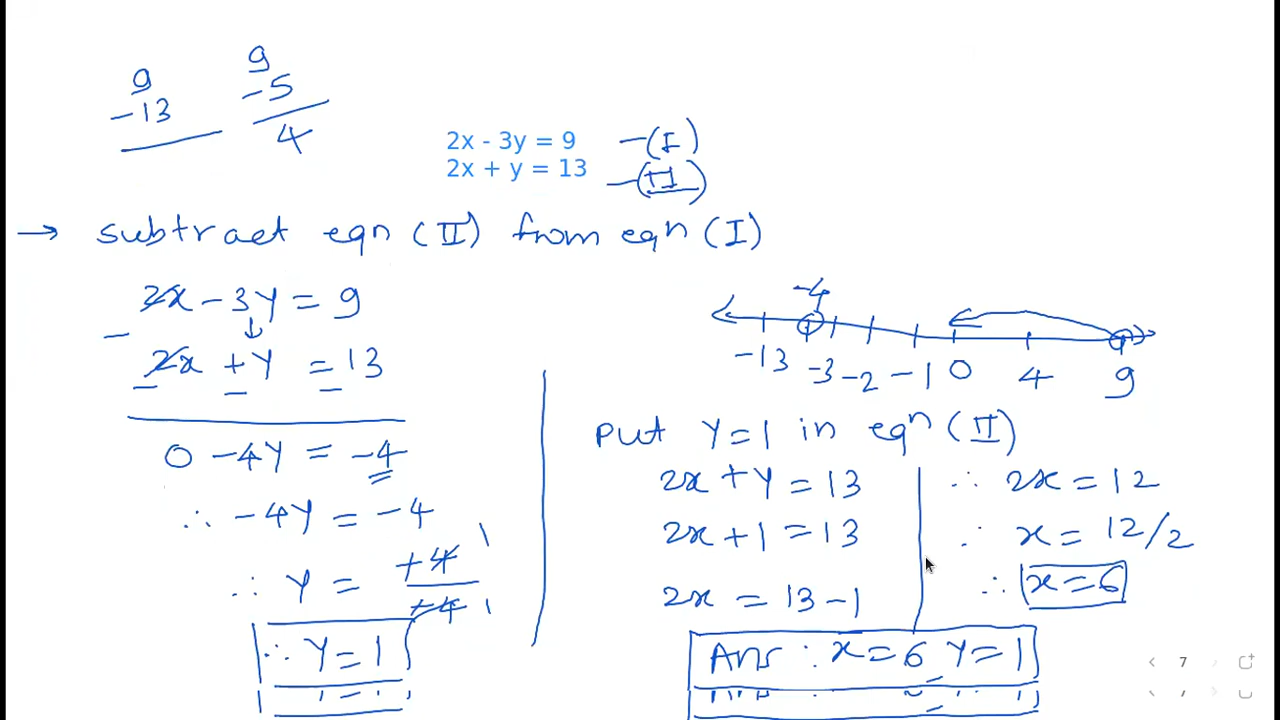 9
-13
9
-5
4
2x - 3y = 9 -(I)
2x + y = 13 -(II)
→ subtract eqn (II) from eqn (I)
2x - 3y = 9
-
2x + y = 13
- - -
0 - 4y = -4
∴ -4y = -4
∴ y = +4 1
+4 1
∴ y = 1
-4
-13 -3 -2 -1 0 4 9
put y = 1 in eqn (II)
2x + y = 13
2x + 1 = 13
2x = 13 - 1
∴ 2x = 12
∴ x = 12/2
∴ x = 6
Ans : x = 6 y = 1
7